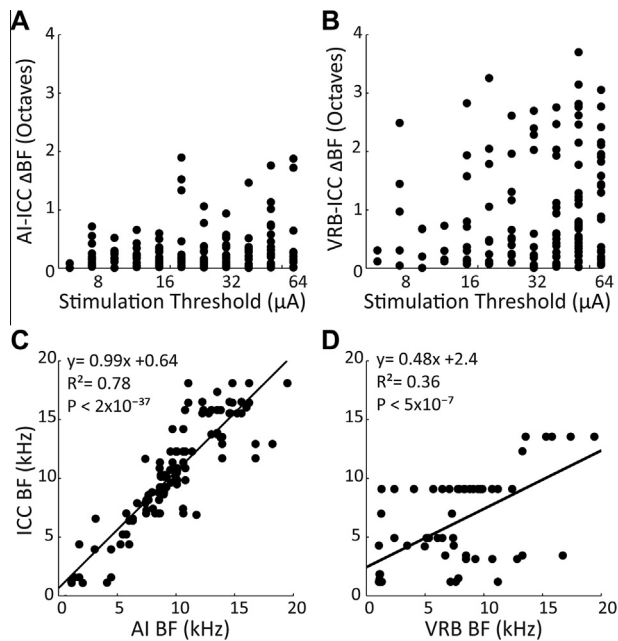 A
B
AI-ICC ΔBF (Octaves)
4
3
2
1
0
8 16 32 64
Stimulation Threshold (μA)
VRB-ICC ΔBF (Octaves)
4
3
2
1
0
8 16 32 64
Stimulation Threshold (μA)
C
D
y= 0.99x +0.64
R²= 0.78
P < 2x10⁻³⁷
ICC BF (kHz)
20
15
10
5
0
0 5 10 15 20
AI BF (kHz)
y= 0.48x +2.4
R²= 0.36
P < 5x10⁻⁷
20
15
10
5
0
0 5 10 15 20
VRB BF (kHz)